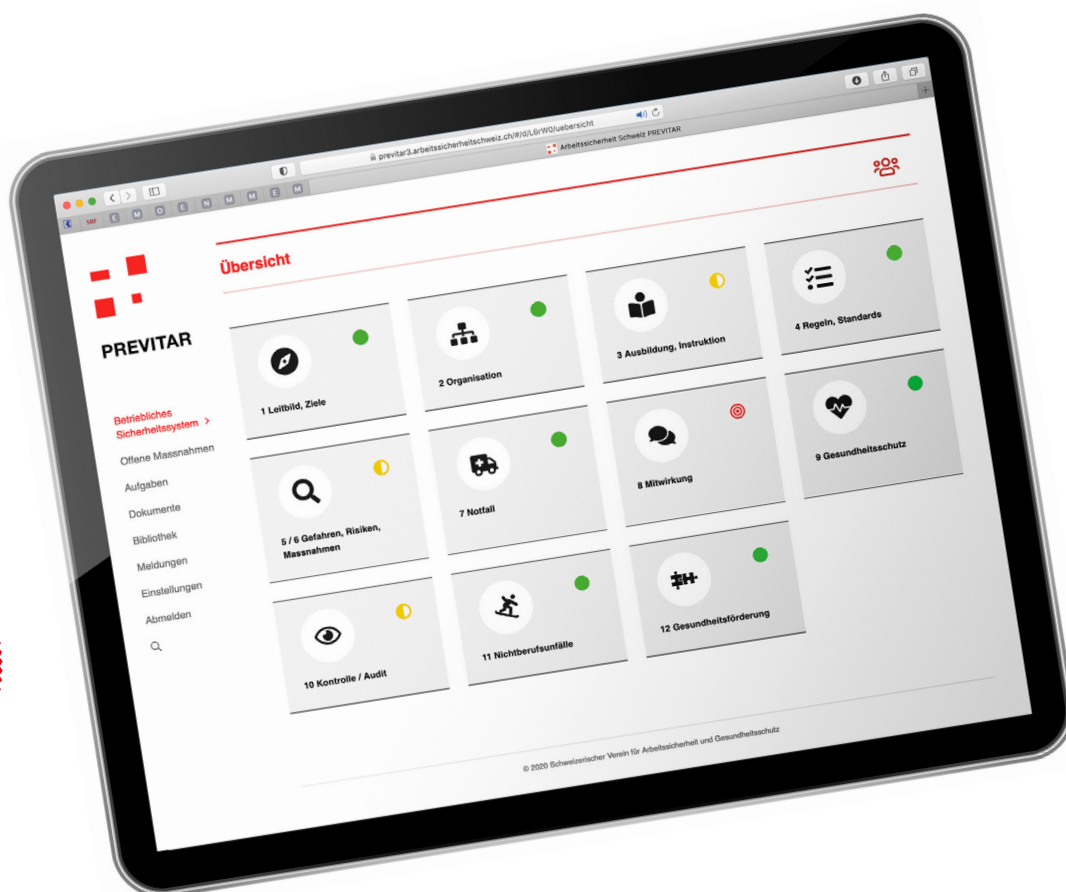 previtar3.arbeitssicherheitschweiz.ch/#/d/L6rW0/uebersicht
Arbeitssicherheit Schweiz PREVITAR
SRF E M O E N M M E M
PREVITAR
Betriebliches
Sicherheitssystem >
Offene Massnahmen
Aufgaben
Dokumente
Bibliothek
Meldungen
Einstellungen
Abmelden
Übersicht
1 Leitbild, Ziele
2 Organisation
3 Ausbildung, Instruktion
4 Regeln, Standards
5 / 6 Gefahren, Risiken,
Massnahmen
7 Notfall
8 Mitwirkung
9 Gesundheitsschutz
10 Kontrolle / Audit
11 Nichtberufsunfälle
12 Gesundheitsförderung
© 2020 Schweizerischer Verein für Arbeitssicherheit und Gesundheitsschutz